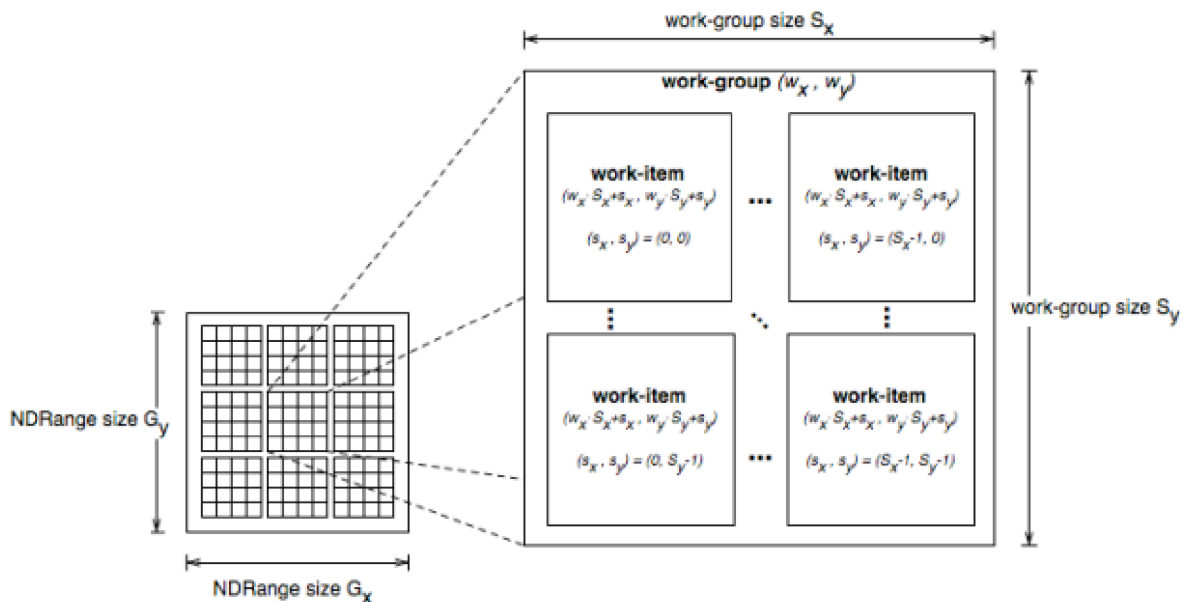 work-group size Sx
work-group (wx , wy)
work-item
(wx· Sx+sx , wy· Sy+sy)
(sx , sy) = (0, 0)
...
work-item
(wx· Sx+sx , wy· Sy+sy)
(sx , sy) = (Sx-1, 0)
work-group size Sy
work-item
(wx· Sx+sx , wy· Sy+sy)
(sx , sy) = (0, Sy-1)
...
work-item
(wx· Sx+sx , wy· Sy+sy)
(sx , sy) = (Sx-1, Sy-1)
NDRange size Gy
NDRange size Gx